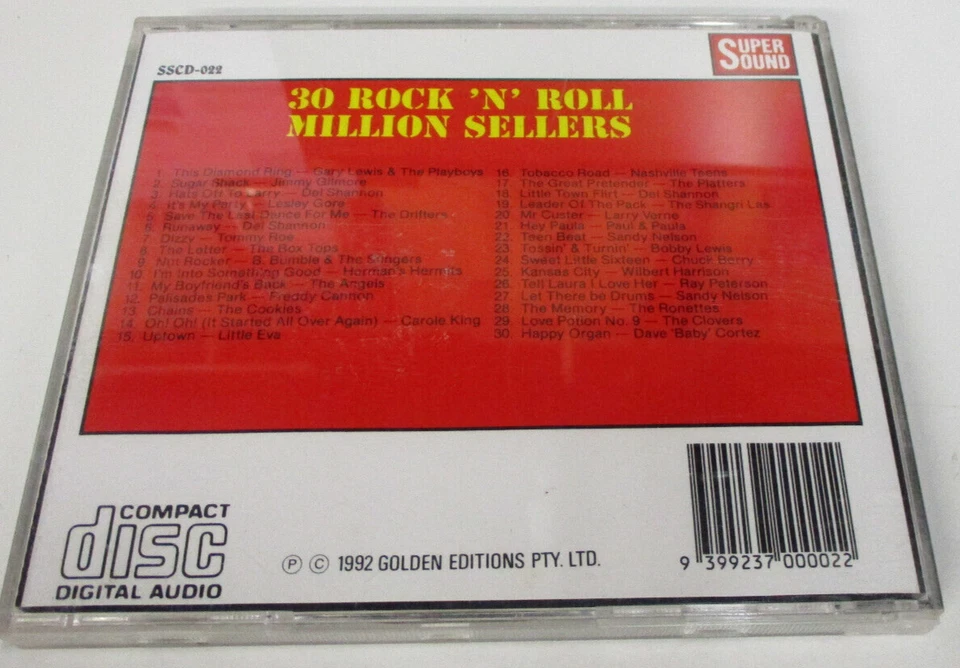 SSCD-022
SUPER
SOUND
30 ROCK 'N' ROLL
MILLION SELLERS
1. This Diamond Ring — Gary Lewis & The Playboys
2. Sugar Shack — Jimmy Gilmore
3. Hats Off To Larry — Del Shannon
4. It's My Party — Lesley Gore
5. Save The Last Dance For Me — The Drifters
6. Runaway — Del Shannon
7. Dizzy — Tommy Roe
8. The Letter — The Box Tops
9. Nut Rocker — B. Bumble & The Stingers
10. I'm Into Something Good — Herman's Hermits
11. My Boyfriend's Back — The Angels
12. Palisades Park — Freddy Cannon
13. Chains — The Cookies
14. Oh! Oh! (It Started All Over Again) — Carole King
15. Uptown — Little Eva
16. Tobacco Road — Nashville Teens
17. The Great Pretender — The Platters
18. Little Town Flirt — Del Shannon
19. Leader Of The Pack — The Shangri Las
20. Mr Custer — Larry Verne
21. Hey Paula — Paul & Paula
22. Teen Beat — Sandy Nelson
23. Tossin' & Turnin' — Bobby Lewis
24. Sweet Little Sixteen — Chuck Berry
25. Kansas City — Wilbert Harrison
26. Tell Laura I Love Her — Ray Peterson
27. Let There be Drums — Sandy Nelson
28. The Memory — The Ronettes
29. Love Potion No. 9 — The Clovers
30. Happy Organ — Dave 'Baby' Cortez
COMPACT
disc
DIGITAL AUDIO
Ⓟ © 1992 GOLDEN EDITIONS PTY. LTD.
9 399237 000022